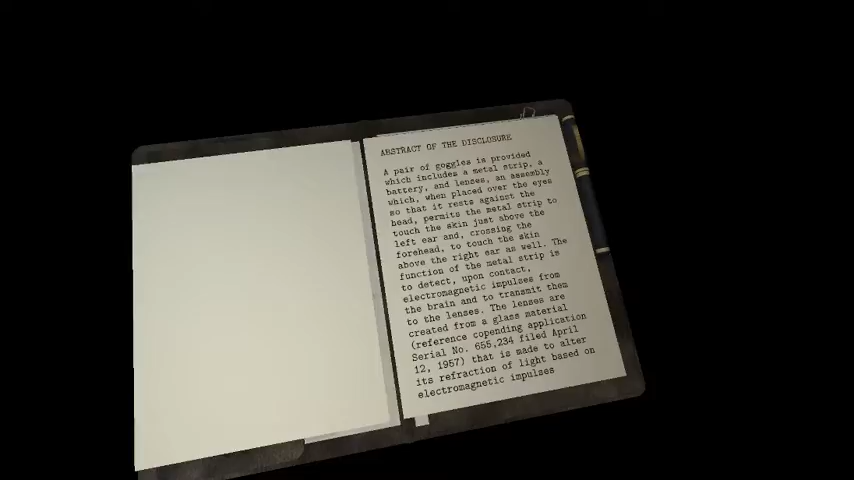 ABSTRACT OF THE DISCLOSURE
A pair of goggles is provided
which includes a metal strip, a
battery, and lenses, an assembly
which, when placed over the eyes
so that it rests against the
head, permits the metal strip to
touch the skin just above the
left ear and, crossing the
forehead, to touch the skin
above the right ear as well. The
function of the metal strip is
to detect, upon contact,
electromagnetic impulses from
the brain and to transmit them
to the lenses. The lenses are
created from a glass material
(reference copending application
Serial No. 655,234 filed April
12, 1957) that is made to alter
its refraction of light based on
electromagnetic impulses